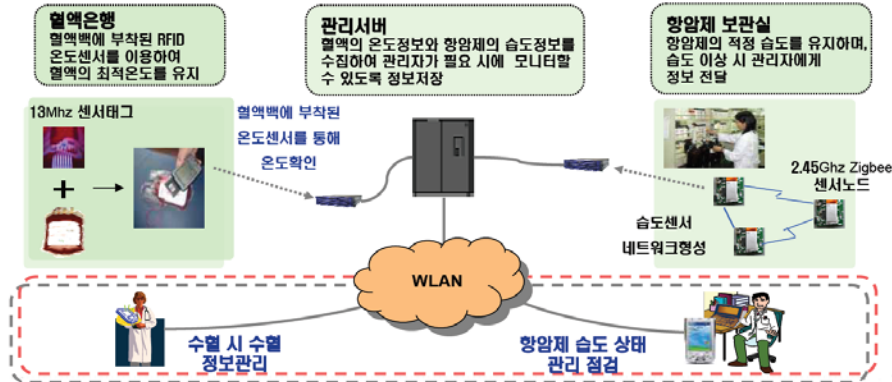 혈액은행
혈액백에 부착된 RFID
온도센서를 이용하여
혈액의 최적온도를 유지
관리서버
혈액의 온도정보와 항암제의 습도정보를
수집하여 관리자가 필요 시에 모니터할
수 있도록 정보저장
항암제 보관실
항암제의 적정 습도를 유지하며,
습도 이상 시 관리자에게
정보 전달
13Mhz 센서태그
+
혈액백에 부착된
온도센서를 통해
온도확인
2.45Ghz Zigbee
센서노드
습도센서
네트워크형성
WLAN
수혈 시 수혈
정보관리
항암제 습도 상태
관리 점검